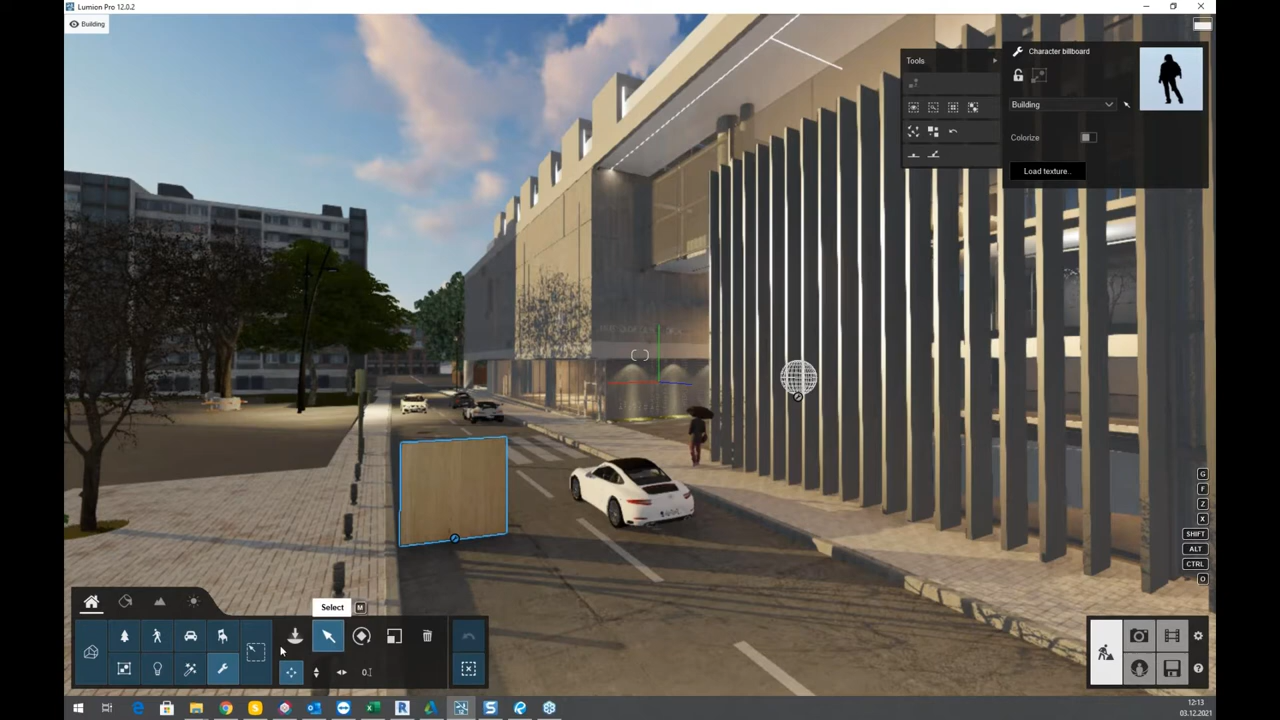 Lumion Pro 12.0.2
Building
Tools
Character billboard
Building
Colorize
Load texture..
G
F
Z
X
SHIFT
ALT
CTRL
O
Select
M
12:13
03.12.2021